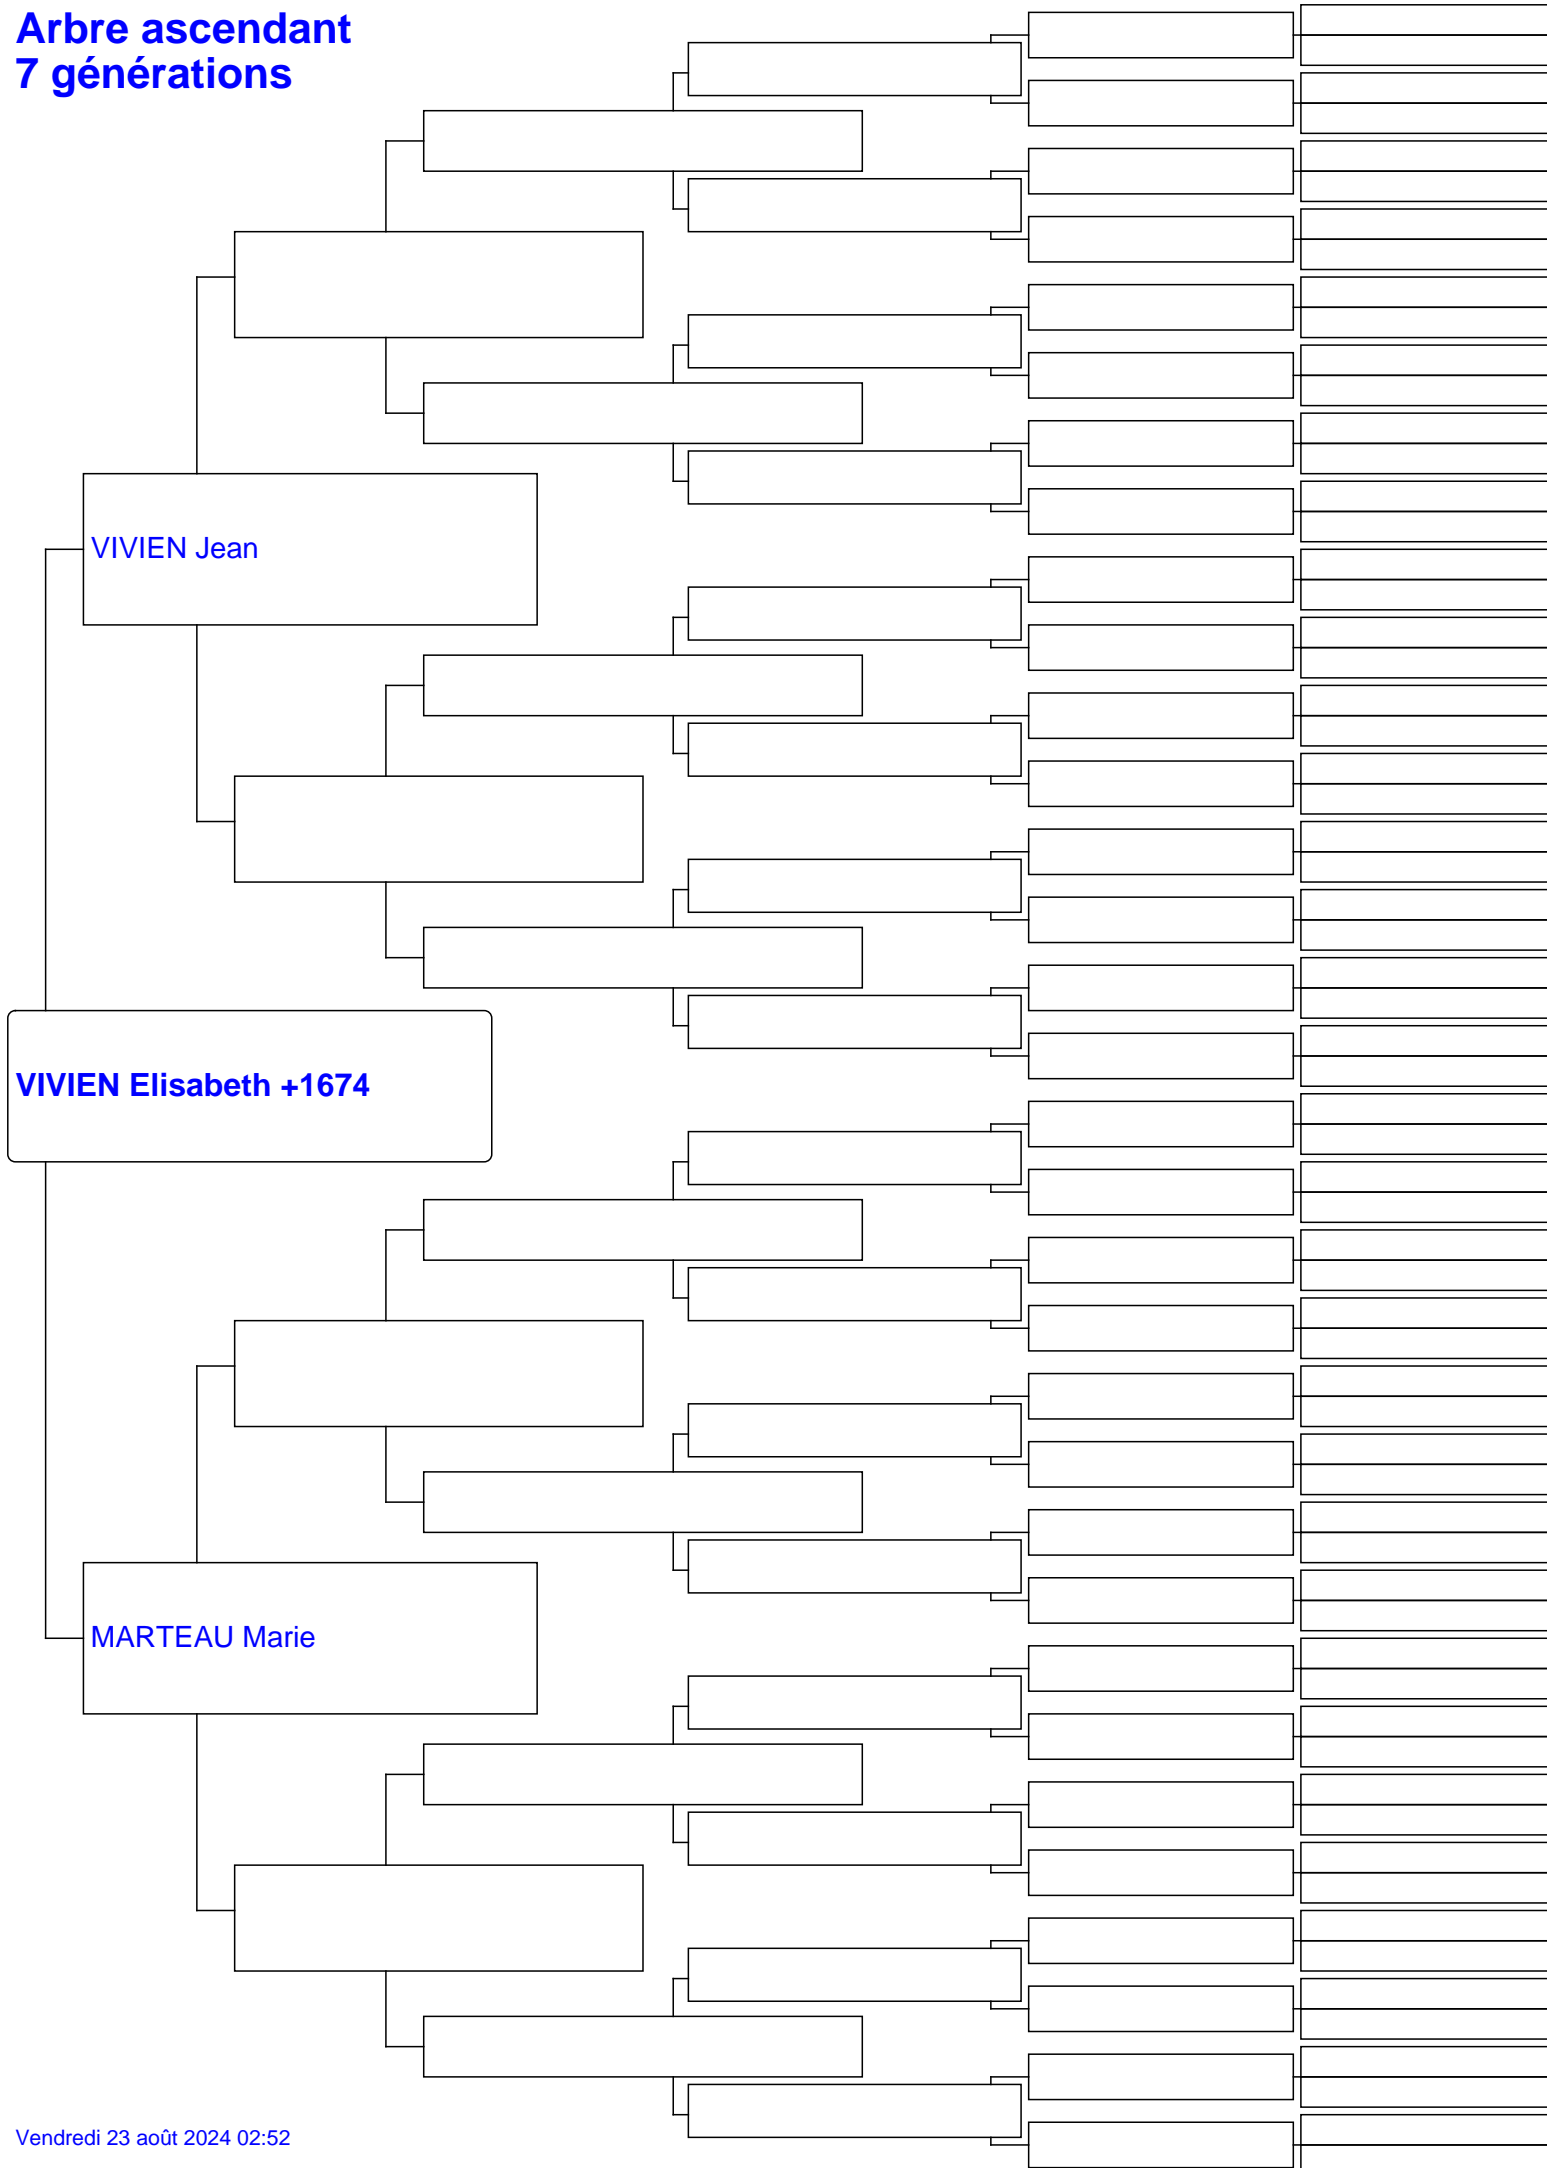 Arbre ascendant
7 générations
VIVIEN Jean
VIVIEN Elisabeth +1674
MARTEAU Marie
Vendredi 23 août 2024 02:52